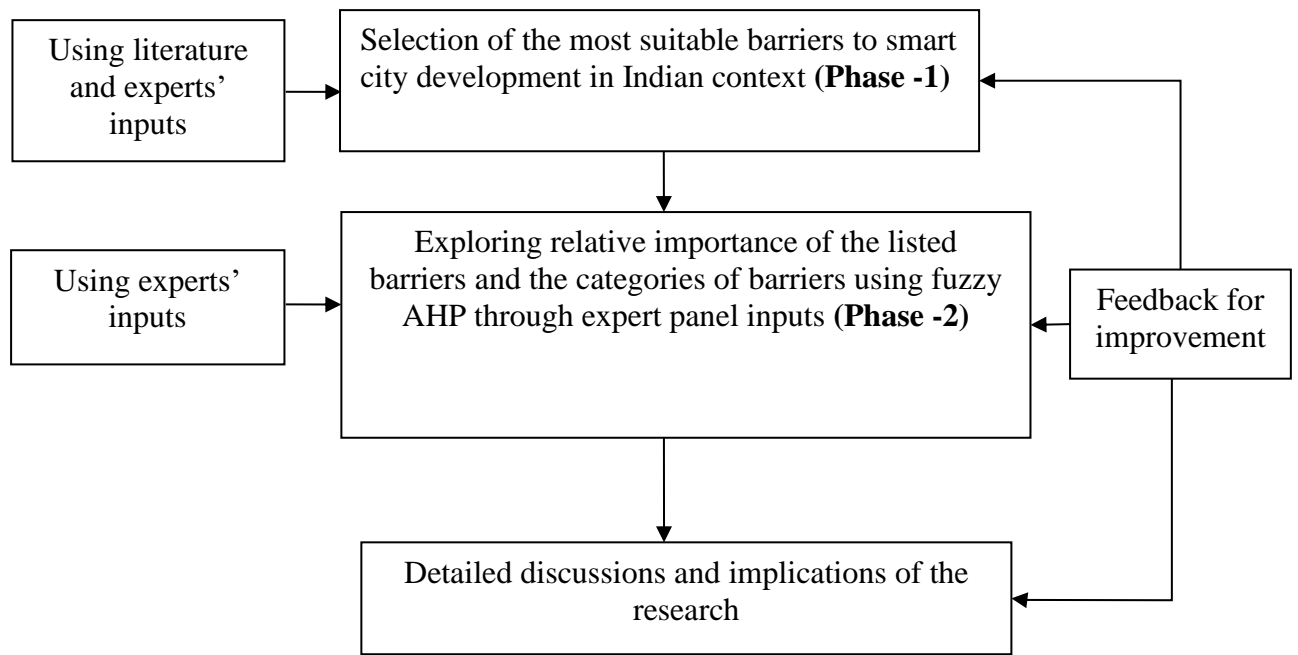 Using literature
and experts’
inputs
Selection of the most suitable barriers to smart
city development in Indian context (Phase -1)
Using experts’
inputs
Exploring relative importance of the listed
barriers and the categories of barriers using fuzzy
AHP through expert panel inputs (Phase -2)
Feedback for
improvement
Detailed discussions and implications of the
research